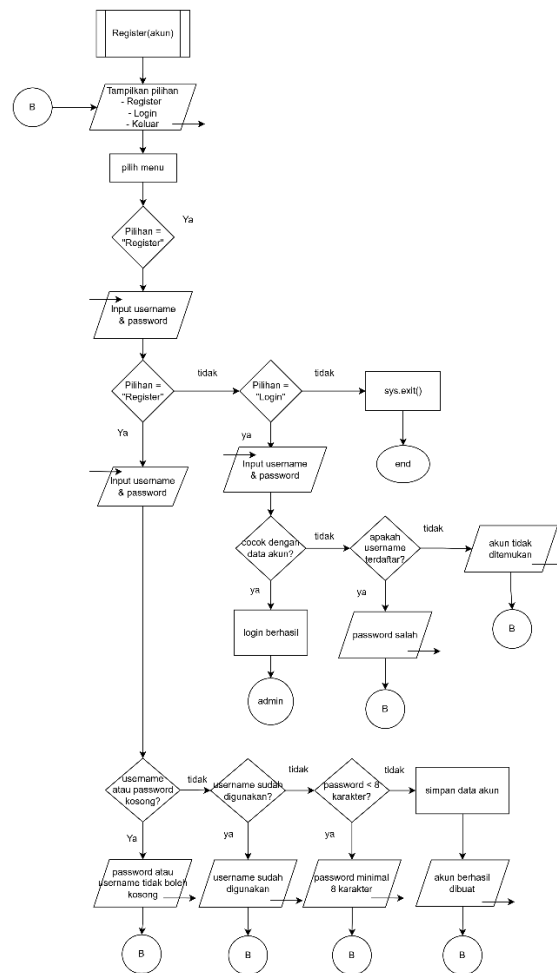 Register(akun)
B
Tampilkan pilihan
- Register
- Login
- Keluar
pilih menu
Ya
Pilihan =
"Register"
Input username
& password
Pilihan =
"Register"
tidak
Pilihan =
"Login"
tidak
sys.exit()
Ya
ya
end
Input username
& password
Input username
& password
cocok dengan
data akun?
tidak
apakah
username
terdaftar?
tidak
akun tidak
ditemukan
ya
ya
login berhasil
password salah
B
admin
B
username
atau password
kosong?
tidak
username sudah
digunakan?
tidak
password < 8
karakter?
tidak
simpan data akun
Ya
ya
ya
password atau
username tidak boleh
kosong
username sudah
digunakan
password minimal
8 karakter
akun berhasil
dibuat
B
B
B
B